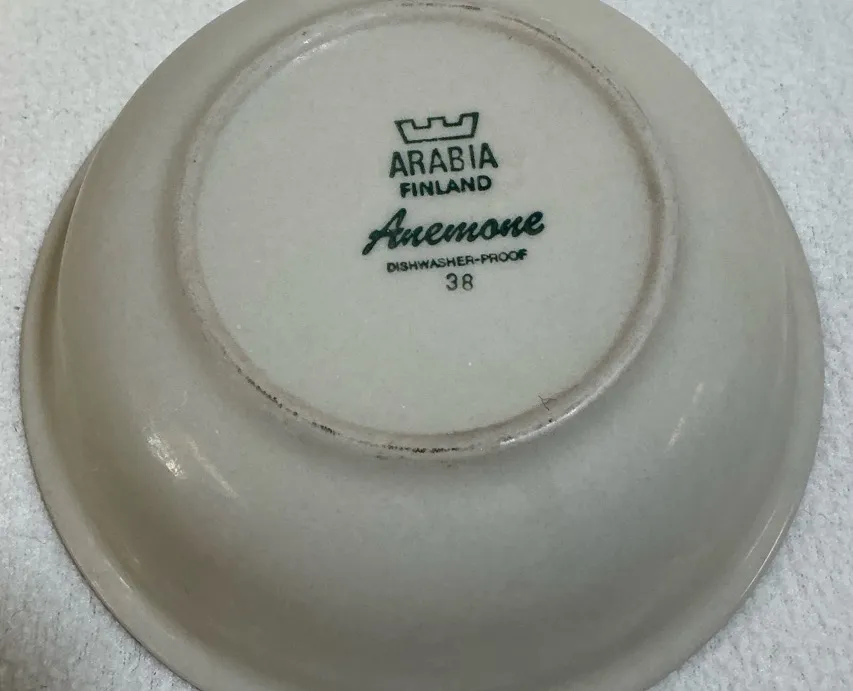 ARABIA
FINLAND
Anemone
DISHWASHER-PROOF
38